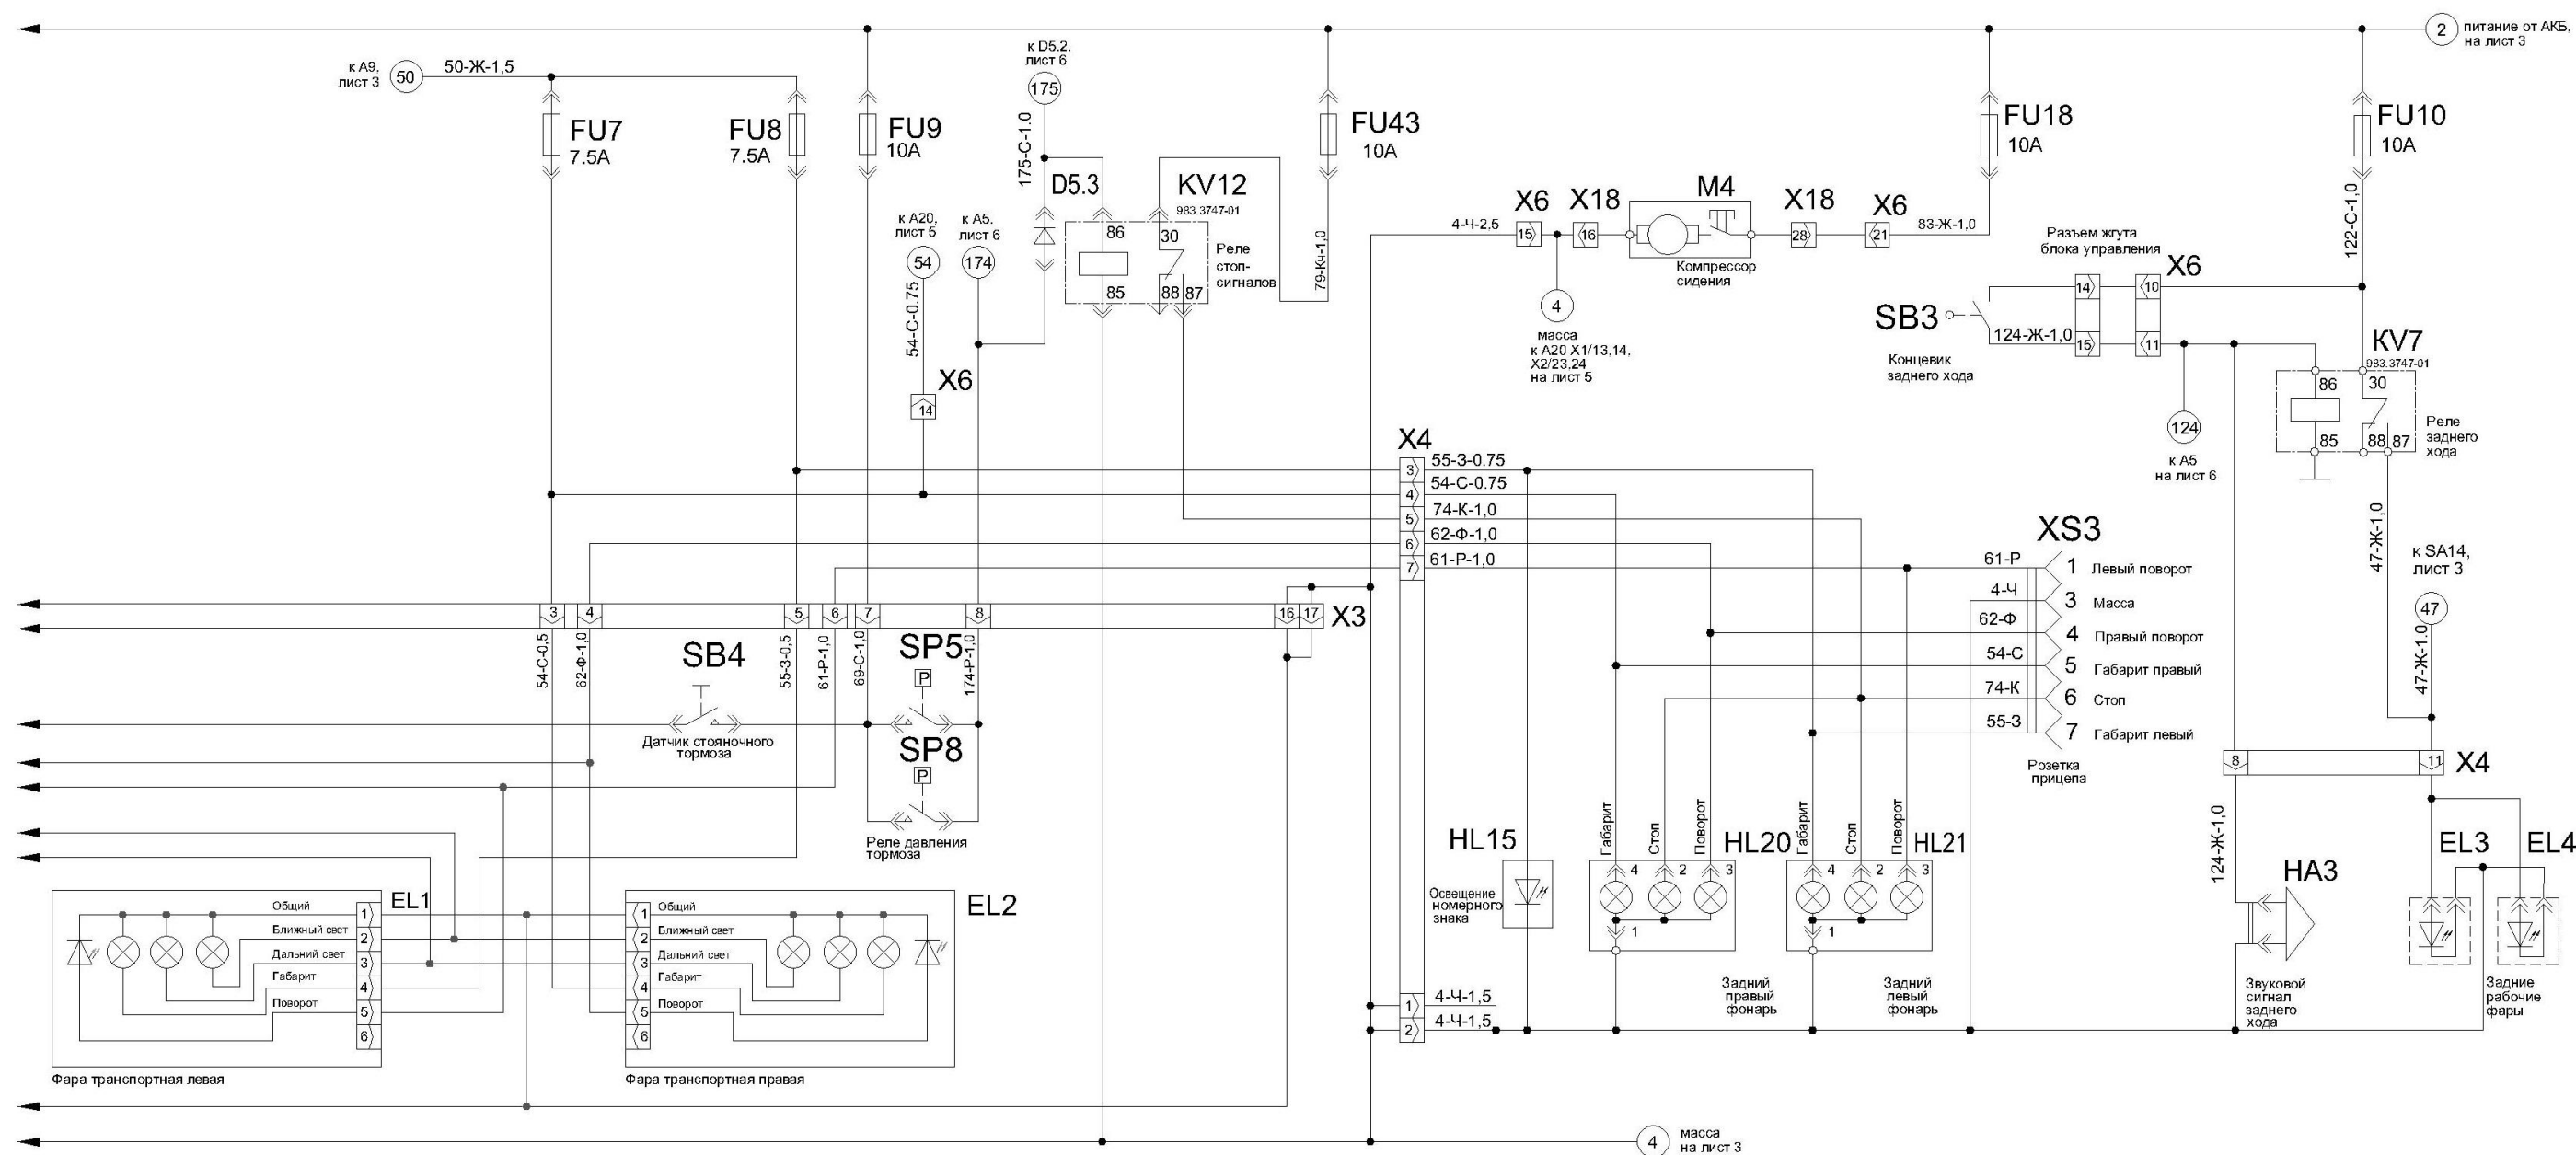 2
питание от АКБ,
на лист 3
к А9,
лист 3
50
50-Ж-1,5
FU7
7.5А
FU8
7.5А
FU9
10А
к D5.2,
лист 6
175
175-С-1.0
D5.3
KV12
983.3747-01
86
30
85
88
87
Реле
стоп-
сигналов
79-Кч-1,0
FU43
10А
FU18
10А
FU10
10А
122-С-1,0
к А20,
лист 5
54
54-С-0.75
X6
14
к А5,
лист 6
174
4-Ч-2,5
X6
15
X18
16
M4
Компрессор
сидения
X18
28
X6
21
83-Ж-1,0
4
масса
к А20 Х1/13,14,
Х2/23,24
на лист 5
Разъем жгута
блока управления
X6
14
10
SB3
124-Ж-1,0
15
11
Концевик
заднего хода
124
к А5
на лист 6
KV7
983.3747-01
86
30
85
88
87
Реле
заднего
хода
47-Ж-1,0
X4
3
55-З-0.75
4
54-С-0.75
5
74-К-1,0
6
62-Ф-1,0
7
61-Р-1,0
XS3
61-Р
1
Левый поворот
4-Ч
3
Масса
62-Ф
4
Правый поворот
54-С
5
Габарит правый
74-К
6
Стоп
55-З
7
Габарит левый
Розетка
прицепа
к SA14,
лист 3
47
47-Ж-1.0
3
4
5
6
7
8
16
17
X3
54-С-0,5
62-Ф-1,0
55-З-0,5
61-Р-1,0
69-С-1,0
174-Р-1,0
SB4
Датчик стояночного
тормоза
SP5
P
SP8
P
Реле давления
тормоза
8
11
X4
124-Ж-1,0
HA3
Звуковой
сигнал
заднего
хода
EL3
EL4
Задние
рабочие
фары
HL15
Освещение
номерного
знака
Габарит
Стоп
Поворот
HL20
4
2
3
1
Задний
правый
фонарь
Габарит
Стоп
Поворот
HL21
4
2
3
1
Задний
левый
фонарь
1
4-Ч-1,5
2
4-Ч-1,5
EL1
Общий
1
Ближный свет
2
Дальний свет
3
Габарит
4
Поворот
5
6
Фара транспортная левая
EL2
1
Общий
2
Ближный свет
3
Дальний свет
4
Габарит
5
Поворот
6
Фара транспортная правая
4
масса
на лист 3